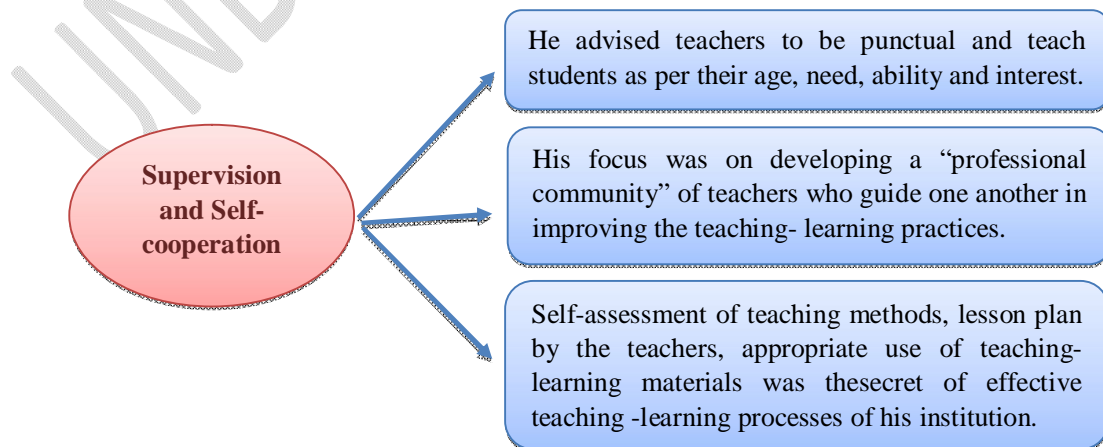 He advised teachers to be punctual and teach
students as per their age, need, ability and interest.
Supervision
and Self-
cooperation
His focus was on developing a “professional
community” of teachers who guide one another in
improving the teaching- learning practices.
Self-assessment of teaching methods, lesson plan
by the teachers, appropriate use of teaching-
learning materials was thesecret of effective
teaching -learning processes of his institution.